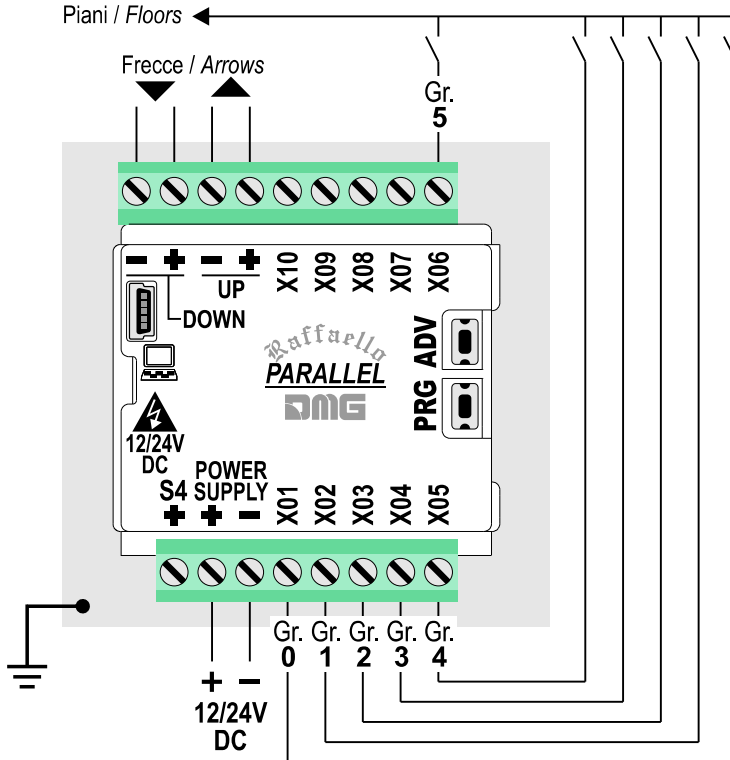 Piani / Floors
Frecce / Arrows
Gr.
5
− + − +
UP
DOWN
X10 X09 X08 X07 X06
Raffaello
PARALLEL
DMG
ADV
PRG
12/24V
DC
S4
POWER
SUPPLY
+ + −
X01 X02 X03 X04 X05
Gr. Gr. Gr. Gr. Gr.
0 1 2 3 4
+ −
12/24V
DC